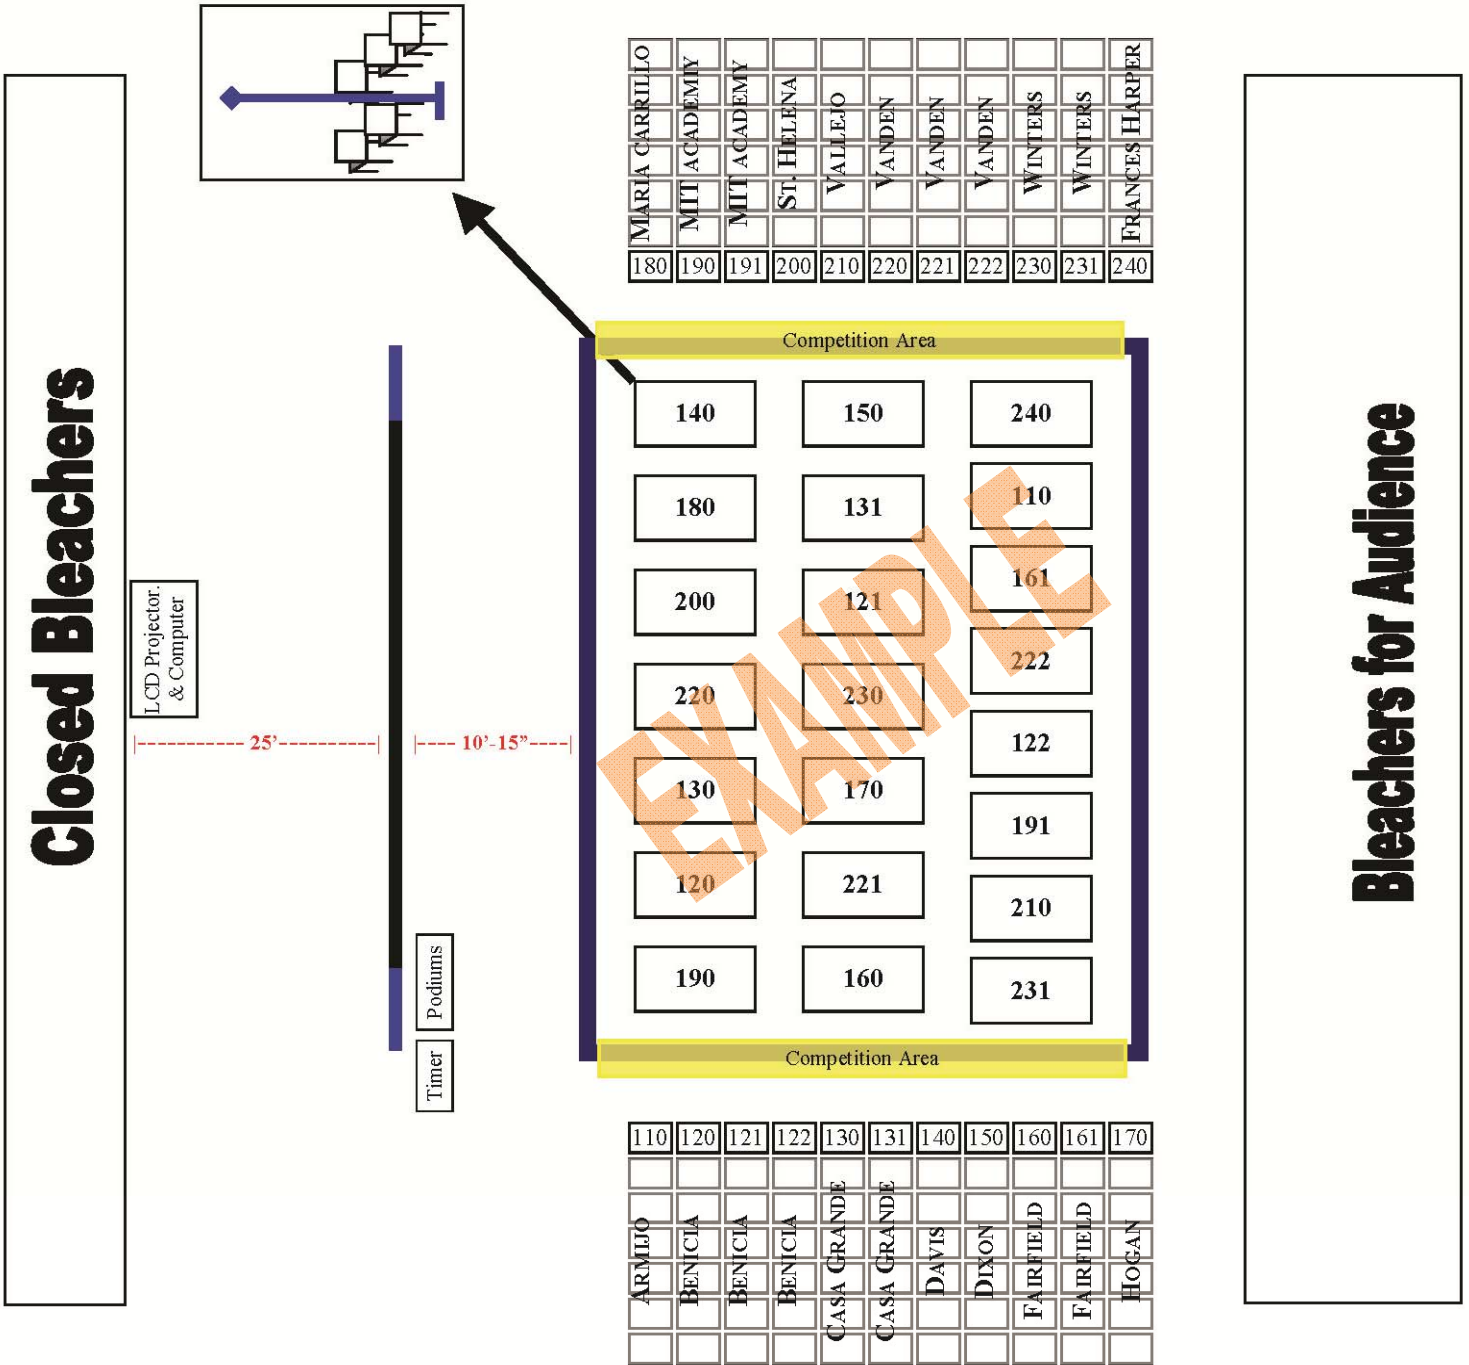 MARIA CARRILLO
MIT ACADEMIY
MIT ACADEMY
ST. HELENA
VALLEJO
VANDEN
VANDEN
VANDEN
WINTERS
WINTERS
FRANCES HARPER
180 190 191 200 210 220 221 222 230 231 240
Closed Bleachers
Bleachers for Audience
Competition Area
140 150 240
180 131 110
200 121 161
220 230 222
130 170 122
120 221 191
190 160 210
231
EXAMPLE
LCD Projector.
& Computer
25'
10'-15"
Podiums
Timer
Competition Area
110 120 121 122 130 131 140 150 160 161 170
ARMIJO
BENICIA
BENICIA
BENICIA
CASA GRANDE
CASA GRANDE
DAVIS
DIXON
FAIRFIELD
FAIRFIELD
HOGAN